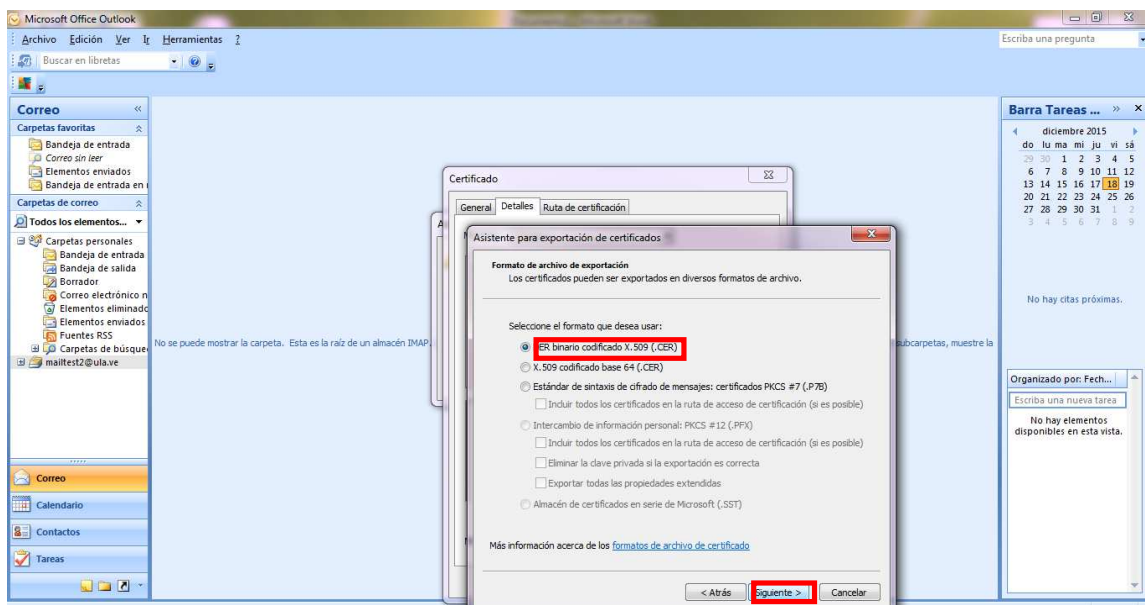 Microsoft Office Outlook
Archivo Edición Ver Ir Herramientas ?
Escriba una pregunta
Buscar en libretas
Correo
Carpetas favoritas
Bandeja de entrada
Correo sin leer
Elementos enviados
Bandeja de entrada en
Carpetas de correo
Todos los elementos...
Carpetas personales
Bandeja de entrada
Bandeja de salida
Borrador
Correo electrónico n
Elementos eliminado
Elementos enviados
Fuentes RSS
Carpetas de búsque
mailtest2@ula.ve
Correo
Calendario
Contactos
Tareas
No se puede mostrar la carpeta. Esta es la raíz de un almacén IMAP.
subcarpetas, muestre la
Certificado
General Detalles Ruta de certificación
Asistente para exportación de certificados
Formato de archivo de exportación
Los certificados pueden ser exportados en diversos formatos de archivo.
Seleccione el formato que desea usar:
ER binario codificado X.509 (.CER)
X.509 codificado base 64 (.CER)
Estándar de sintaxis de cifrado de mensajes: certificados PKCS #7 (.P7B)
Incluir todos los certificados en la ruta de acceso de certificación (si es posible)
Intercambio de información personal: PKCS #12 (.PFX)
Incluir todos los certificados en la ruta de acceso de certificación (si es posible)
Eliminar la clave privada si la exportación es correcta
Exportar todas las propiedades extendidas
Almacén de certificados en serie de Microsoft (.SST)
Más información acerca de los formatos de archivo de certificado
< Atrás Siguiente > Cancelar
Barra Tareas ... » ×
diciembre 2015
do lu ma mi ju vi sá
29 30 1 2 3 4 5
6 7 8 9 10 11 12
13 14 15 16 17 18 19
20 21 22 23 24 25 26
27 28 29 30 31 1 2
3 4 5 6 7 8 9
No hay citas próximas.
Organizado por: Fech...
Escriba una nueva tarea
No hay elementos
disponibles en esta vista.